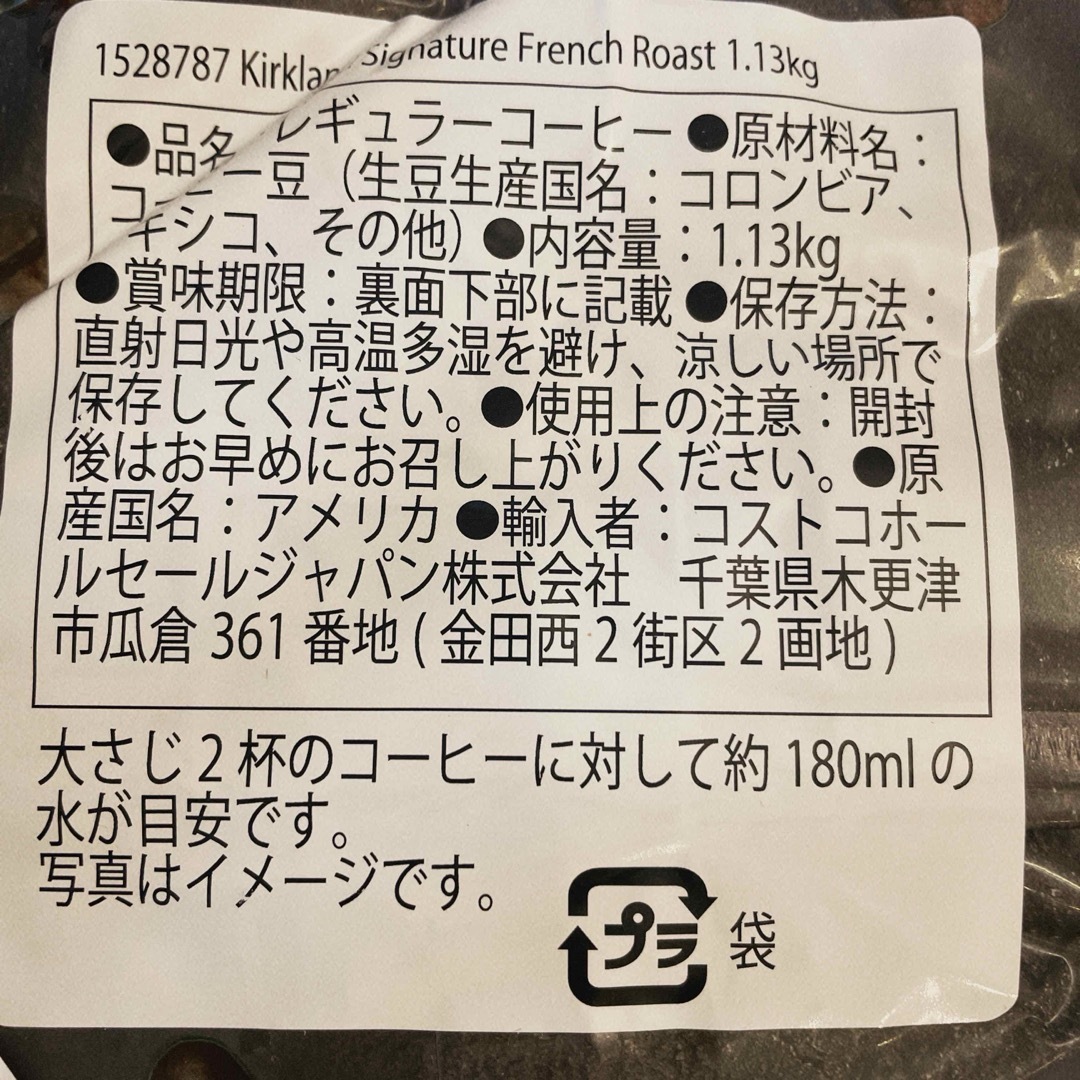 1528787 Kirklan Signature French Roast 1.13kg
●品名 レギュラーコーヒー ●原材料名：
コーヒー豆（生豆生産国名：コロンビア、
キシコ、その他）●内容量：1.13kg
●賞味期限：裏面下部に記載 ●保存方法：
直射日光や高温多湿を避け、涼しい場所で
保存してください。●使用上の注意：開封
後はお早めにお召し上がりください。●原
産国名：アメリカ ●輸入者：コストコホー
ルセールジャパン株式会社　千葉県木更津
市瓜倉 361 番地 ( 金田西 2 街区 2 画地 )
大さじ 2 杯のコーヒーに対して約 180ml の
水が目安です。
写真はイメージです。
プラ 袋